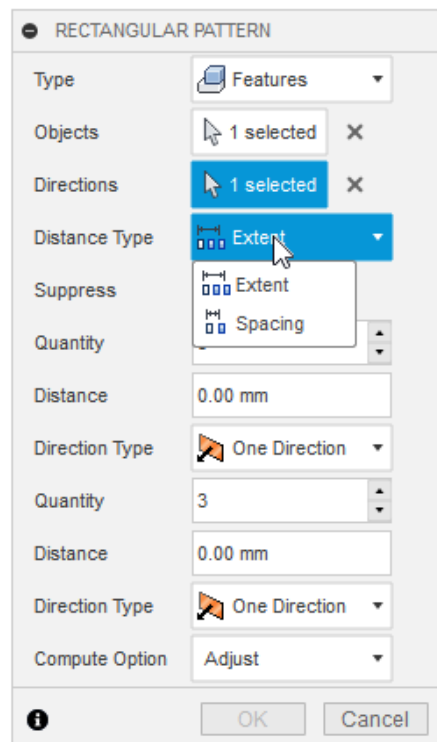 RECTANGULAR PATTERN
Type Features
Objects 1 selected
Directions 1 selected
Distance Type Extent
Extent
Suppress
Spacing
Quantity
Distance 0.00 mm
Direction Type One Direction
Quantity 3
Distance 0.00 mm
Direction Type One Direction
Compute Option Adjust
OK Cancel